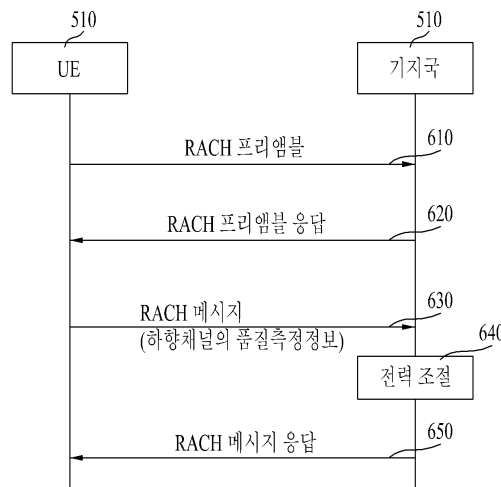 510
510
UE
기지국
RACH 프리앰블
610
RACH 프리앰블 응답
620
RACH 메시지
(하향채널의 품질측정정보)
630
640
전력 조절
RACH 메시지 응답
650